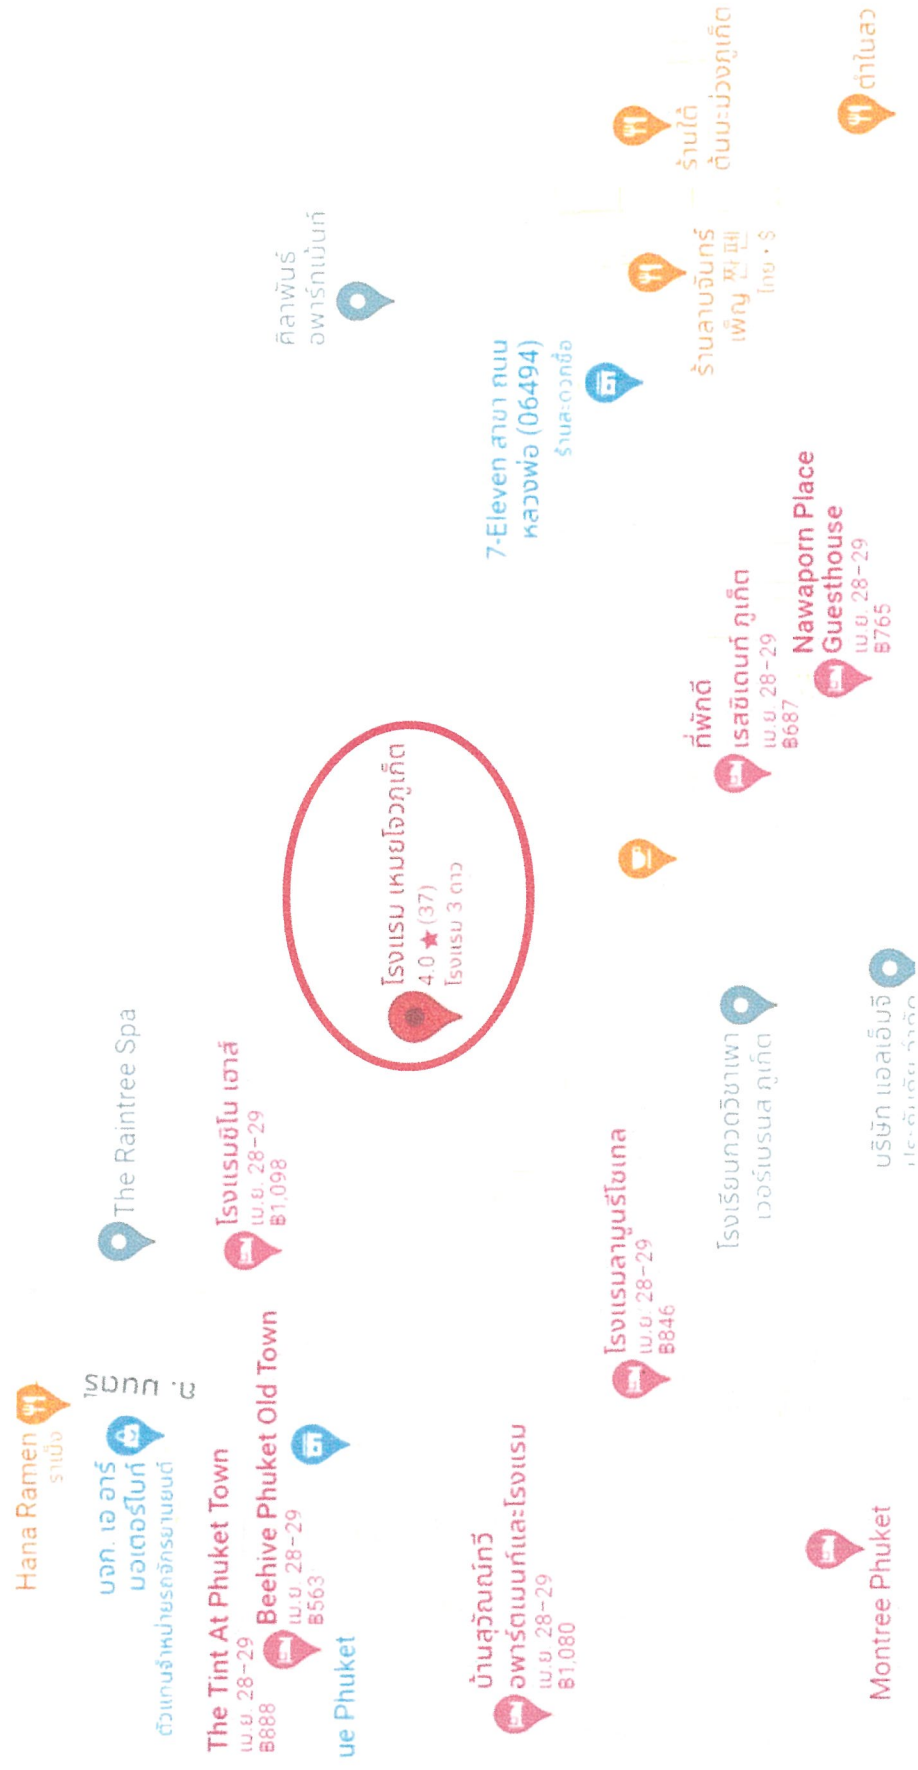 Hana Ramen
ราเม็ง
บจก. เอ อาร์
มอเตอร์ไบก์
ตัวแทนจำหน่ายรถจักรยานยนต์
The Raintree Spa
The Tint At Phuket Town
เม.ย. 28–29
฿888
Beehive Phuket Old Town
เม.ย. 28–29
฿563
โรงแรมชิโน เฮาส์
เม.ย. 28–29
฿1,098
ue Phuket
ศิลาพันธ์
อพาร์ทเม้นท์
โรงแรม เหมยโจวภูเก็ต
4.0 ★ (37)
โรงแรม 3 ดาว
บ้านสุวัณณ์ทวี
อพาร์ตเมนท์และโรงแรม
เม.ย. 28–29
฿1,080
7-Eleven สาขา ถนน
หลวงพ่อ (06494)
ร้านสะดวกซื้อ
โรงแรมลามูนรีโซเทล
เม.ย. 28–29
฿846
ที่พักดี
เรสซิเดนท์ ภูเก็ต
เม.ย. 28–29
฿687
ร้านลาบจันทร์
เพ็ญ 찐 펜
ไทย • $
ร้านใต้
ต้นมะม่วงภูเก็ต
โรงเรียนกวดวิชาเพา
เวอร์เบรนส ภูเก็ต
Nawaporn Place
Guesthouse
เม.ย. 28–29
฿765
ตำในสว
Montree Phuket
บริษัท แอลเอ็มจี